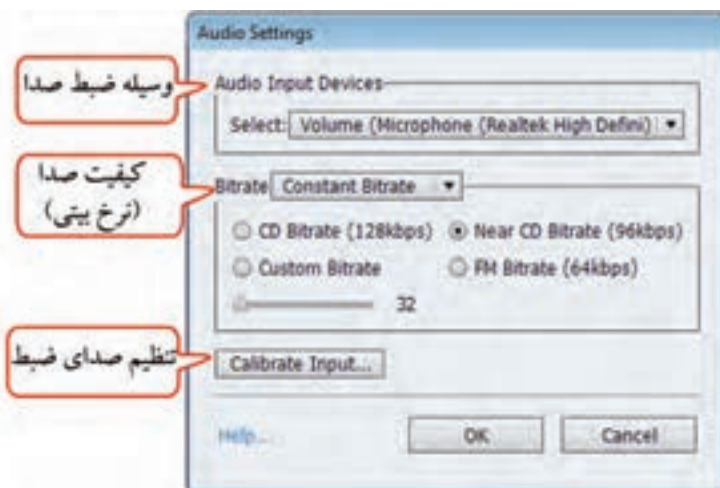 Audio Settings
وسیله ضبط صدا
Audio Input Devices
Select: Volume (Microphone (Realtek High Defini)
کیفیت صدا
(نرخ بیتی)
Bitrate Constant Bitrate
CD Bitrate (128kbps) Near CD Bitrate (96kbps)
Custom Bitrate FM Bitrate (64kbps)
32
تنظیم صدای ضبط
Calibrate Input...
Help... OK Cancel